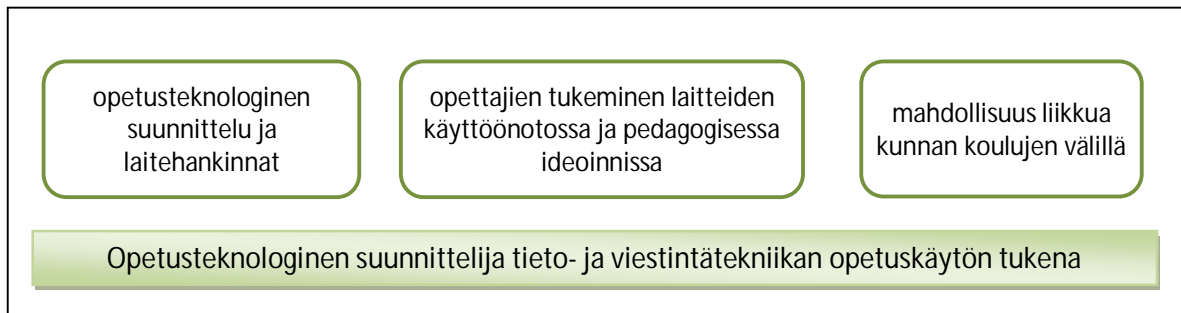 opetusteknologinen
suunnittelu ja
laitehankinnat
opettajien tukeminen laitteiden
käyttöönotossa ja pedagogisessa
ideoinnissa
mahdollisuus liikkua
kunnan koulujen välillä
Opetusteknologinen suunnittelija tieto- ja viestintätekniikan opetuskäytön tukena